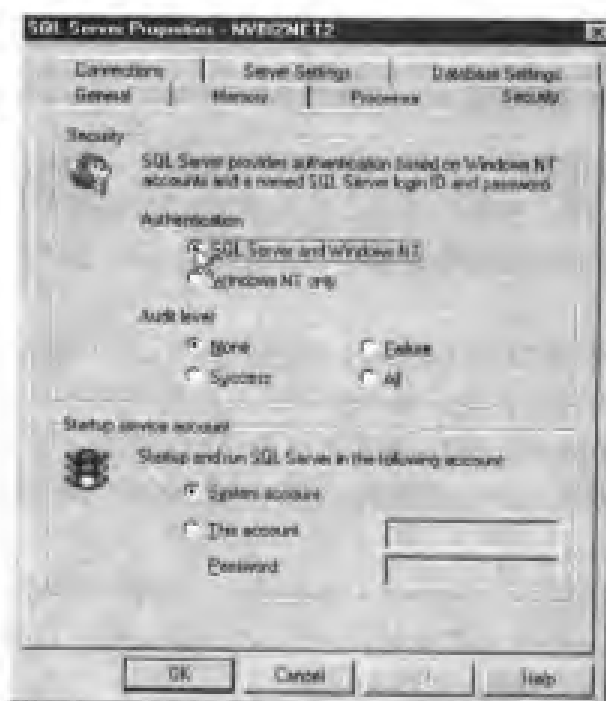 SQL Server Properties -
Connections Server Settings Database Settings
General Memory Processor Security
Security
SQL Server provides authentication based on Windows NT
accounts and a named SQL Server login ID and password.
Authentication
SQL Server and Windows NT
Windows NT only
Audit level
None Failure
Success All
Startup service account
Startup and run SQL Server in the following account:
System account
This account
Password
OK Cancel Help